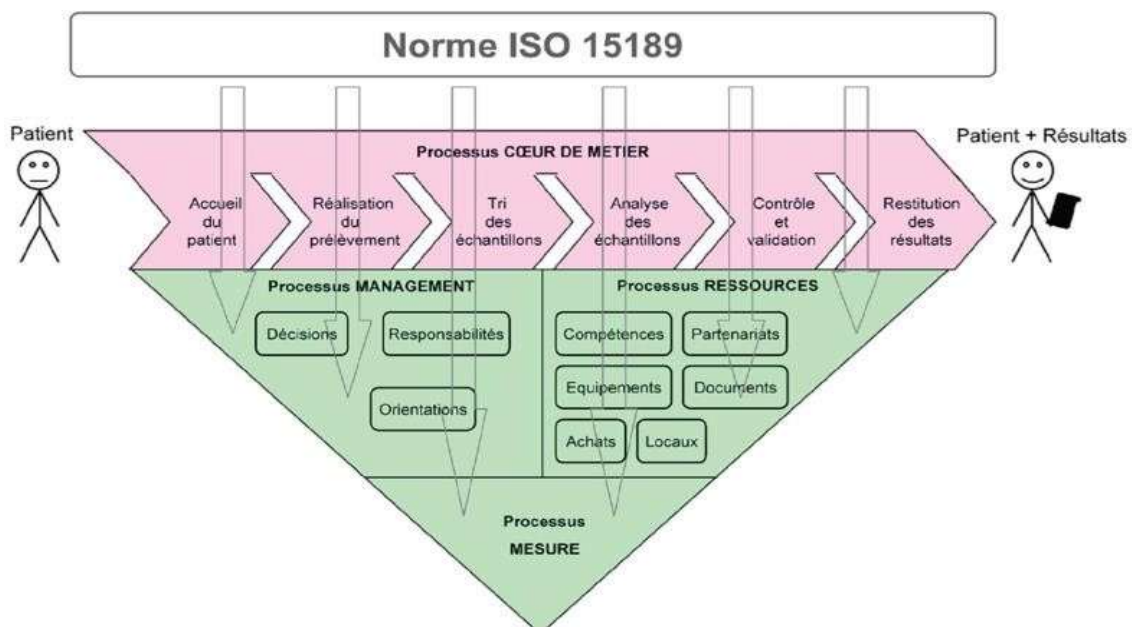 Norme ISO 15189
Patient
Patient + Résultats
Processus CŒUR DE METIER
Accueil
du
patient
Réalisation
du
prélèvement
Tri
des
échantillons
Analyse
des
échantillons
Contrôle
et
validation
Restitution
des
résultats
Processus MANAGEMENT
Décisions
Responsabilités
Orientations
Processus RESSOURCES
Compétences
Partenariats
Equipements
Documents
Achats
Locaux
Processus
MESURE